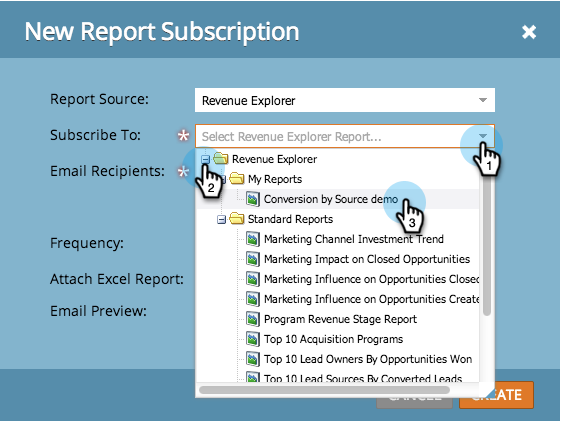 New Report Subscription
Report Source: Revenue Explorer
Subscribe To: * Select Revenue Explorer Report...
1
Revenue Explorer
Email Recipients: *
2
My Reports
Conversion by Source demo
3
Standard Reports
Frequency:
Marketing Channel Investment Trend
Marketing Impact on Closed Opportunities
Attach Excel Report:
Marketing Influence on Opportunities Closed
Marketing Influence on Opportunities Create
Email Preview:
Program Revenue Stage Report
Top 10 Acquisition Programs
Top 10 Lead Owners By Opportunities Won
Top 10 Lead Sources By Converted Leads
CANCEL
CREATE